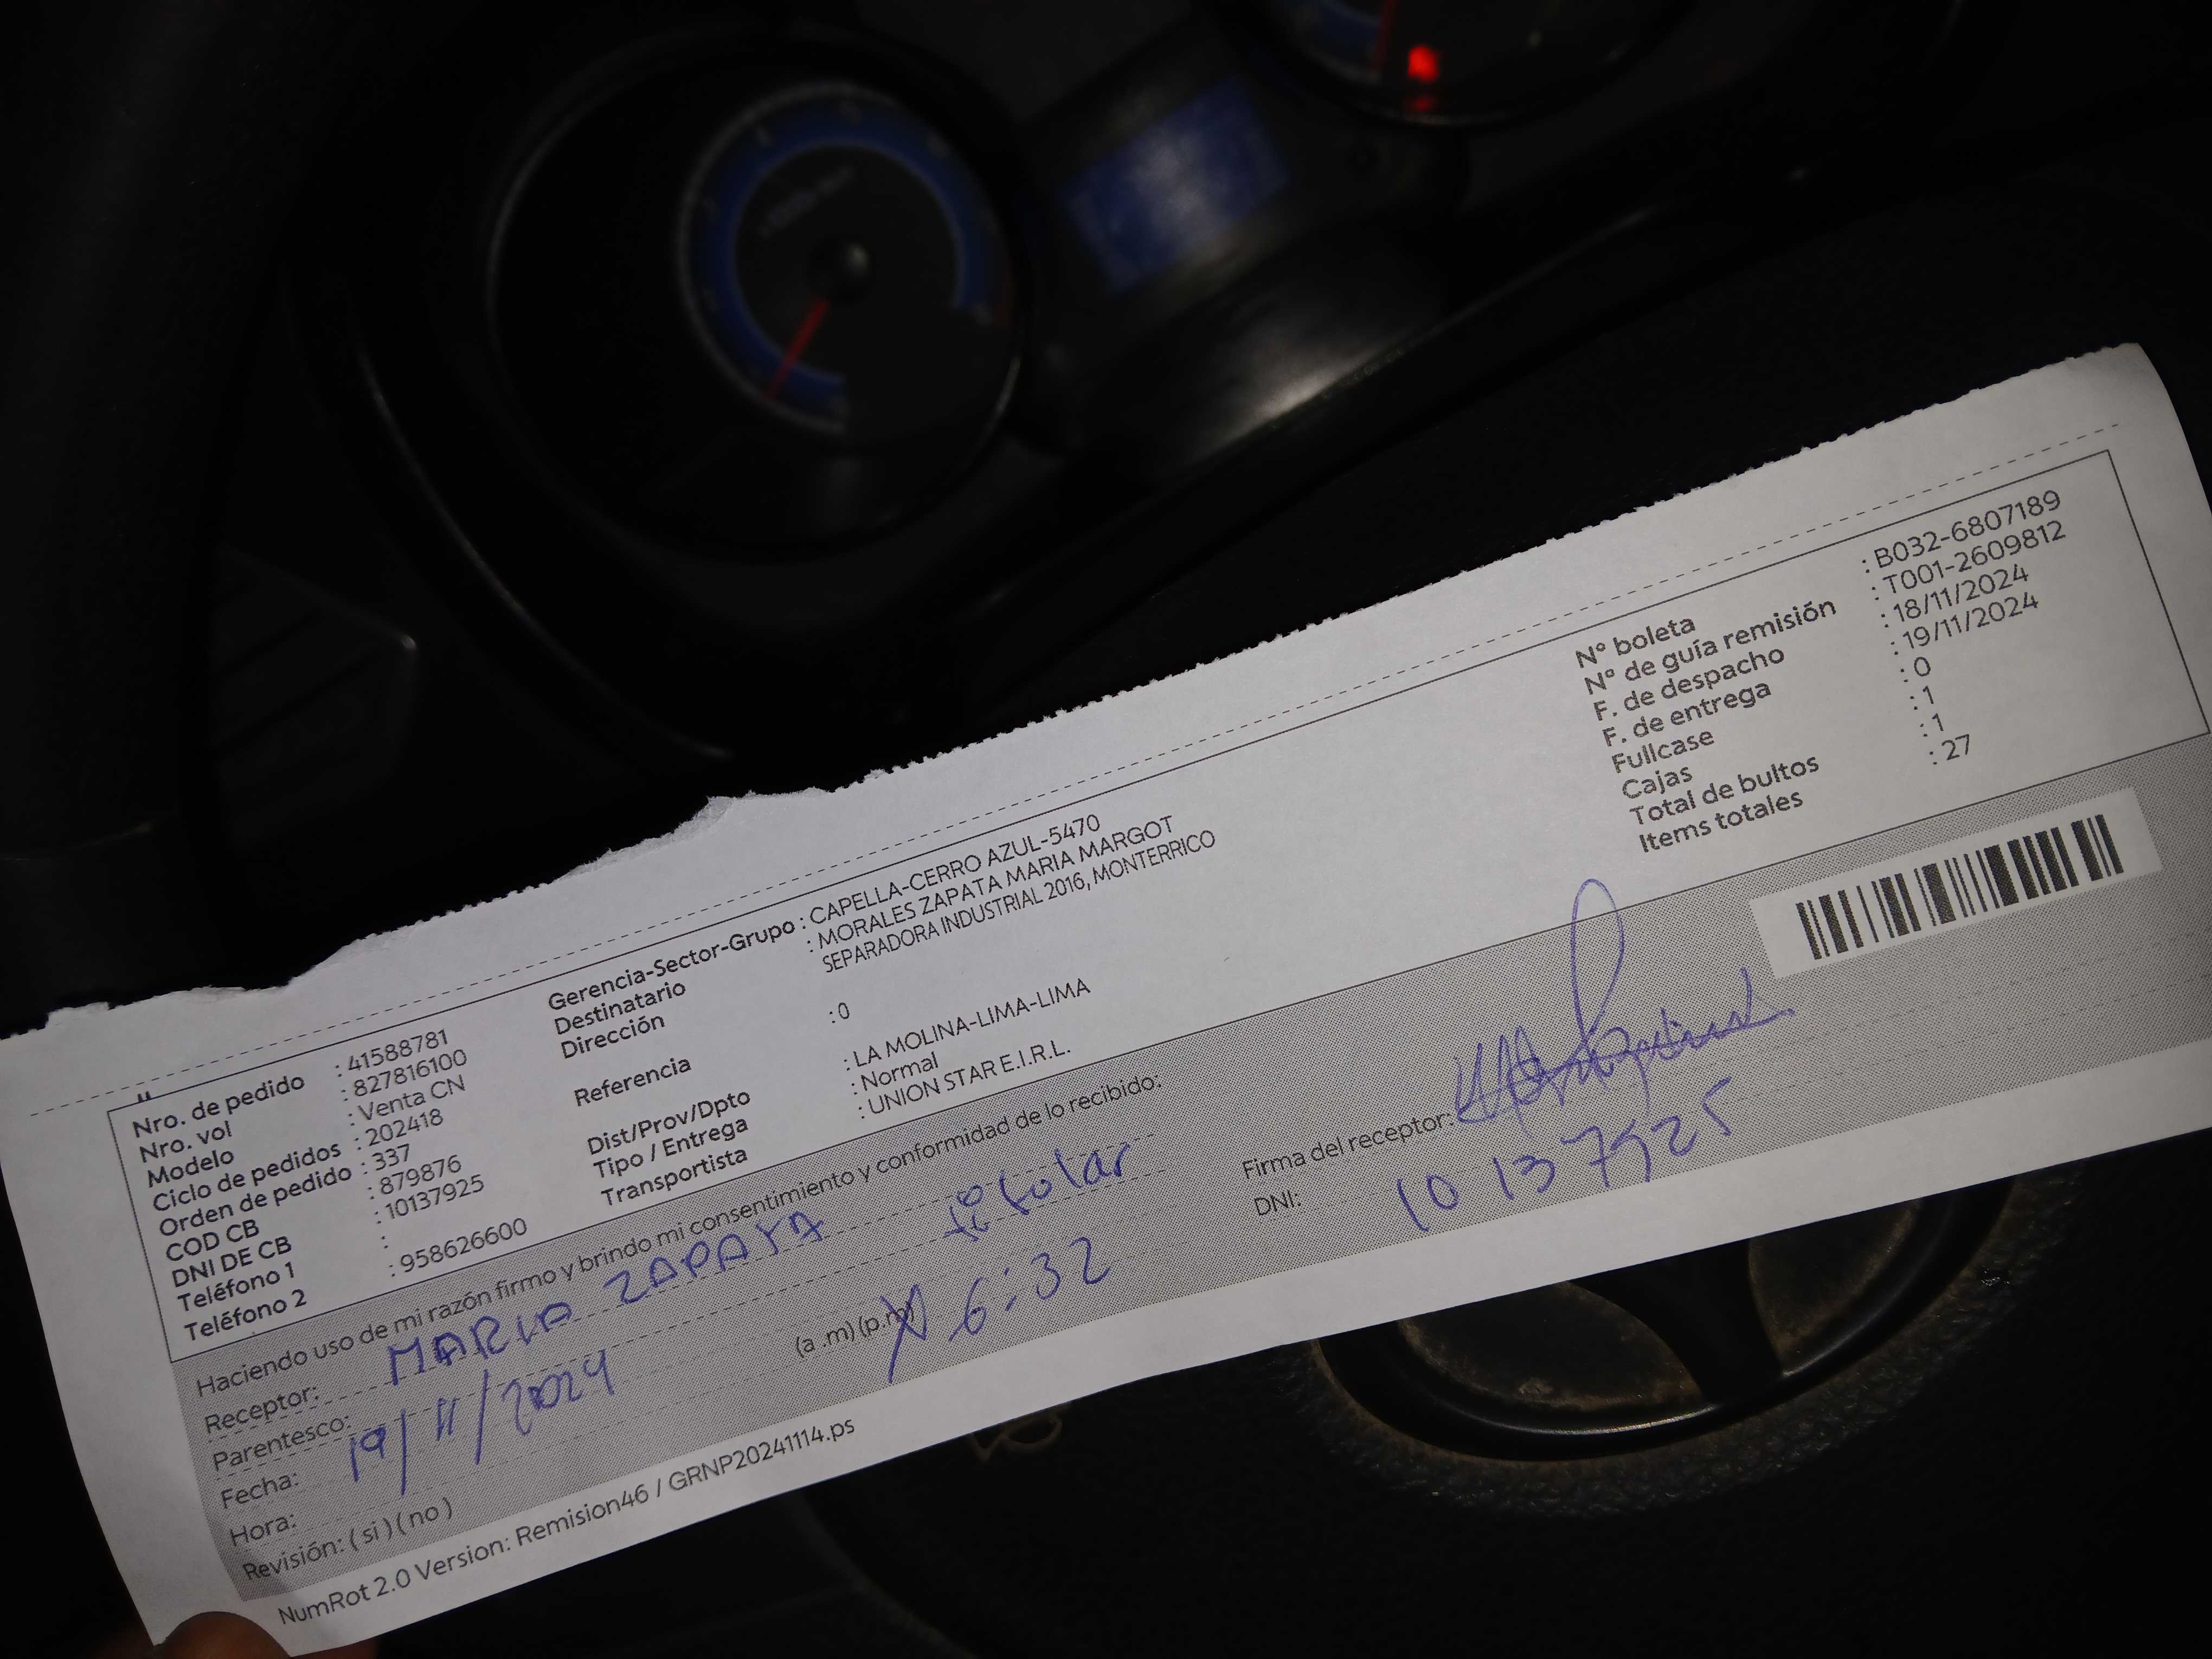 Nro. de pedido : 41588781
Nro. vol : 827816100
Modelo : Venta CN
Ciclo de pedidos : 202418
Orden de pedido : 337
COD CB : 879876
DNI DE CB : 10137925
Teléfono 1 :
Teléfono 2 : 958626600
Gerencia-Sector-Grupo : CAPELLA-CERRO AZUL-5470
Destinatario : MORALES ZAPATA MARIA MARGOT
Dirección SEPARADORA INDUSTRIAL 2016, MONTERRICO
Referencia : 0
Dist/Prov/Dpto : LA MOLINA-LIMA-LIMA
Tipo / Entrega : Normal
Transportista : UNION STAR E.I.R.L.
N° boleta : B032-6807189
N° de guía remisión : T001-2609812
F. de despacho : 18/11/2024
F. de entrega : 19/11/2024
Fullcase : 0
Cajas : 1
Total de bultos : 1
Items totales : 27
Haciendo uso de mi razón firmo y brindo mi consentimiento y conformidad de lo recibido:
Receptor: MARIA ZAPATA
Parentesco: titular
Fecha: 19/11/2024
Hora: (a .m) (p.m) 6:32
Revisión: ( si ) ( no )
Firma del receptor:
DNI: 10137925
NumRot 2.0 Version: Remision46 / GRNP20241114.ps